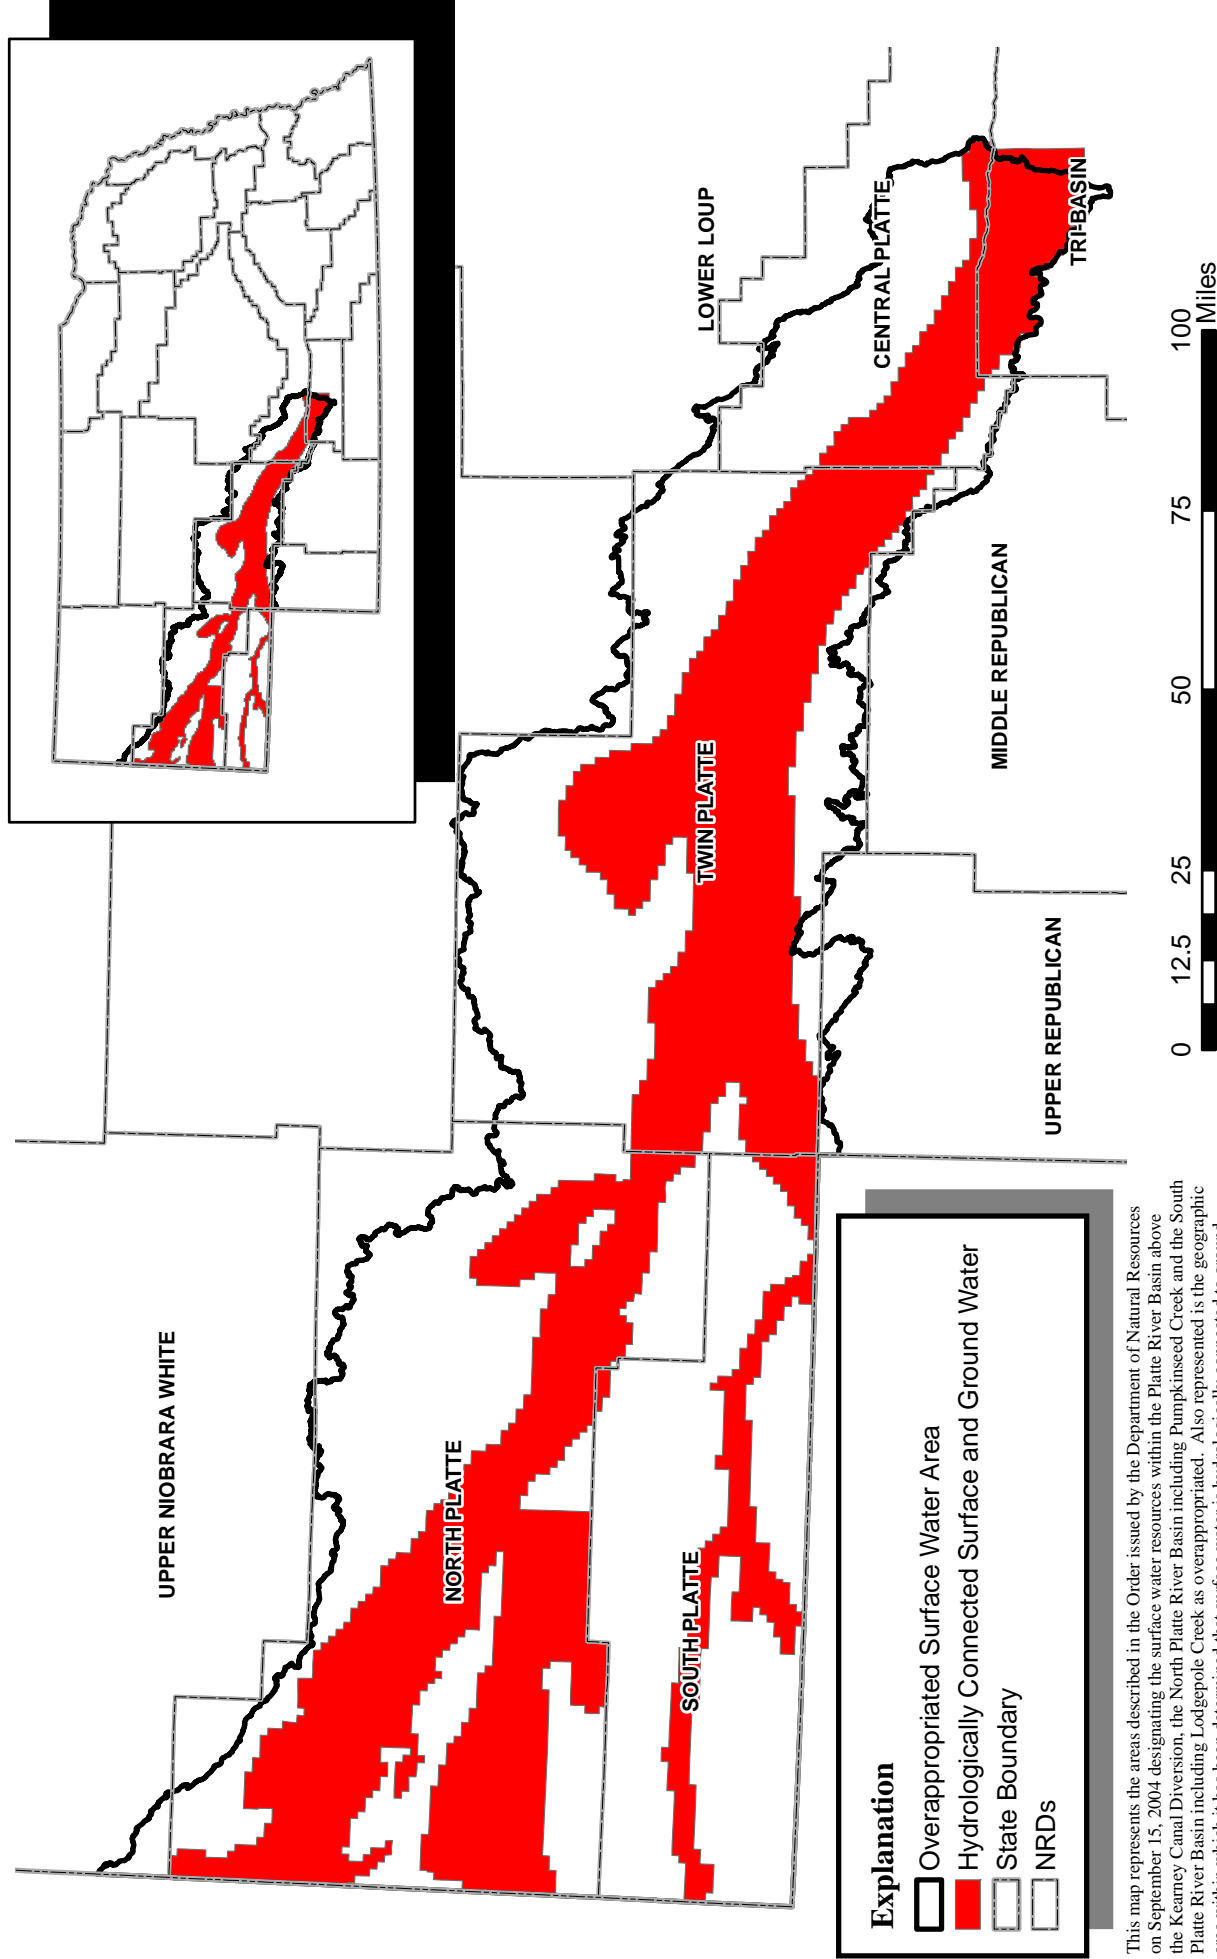 UPPER NIOBRARA WHITE
NORTH PLATTE
SOUTH PLATTE
TWIN PLATTE
LOWER LOUP
CENTRAL PLATTE
TRI-BASIN
MIDDLE REPUBLICAN
UPPER REPUBLICAN
0 12.5 25 50 75 100
Miles
Explanation
Overappropriated Surface Water Area
Hydrologically Connected Surface and Ground Water
State Boundary
NRDs
This map represents the areas described in the Order issued by the Department of Natural Resources
on September 15, 2004 designating the surface water resources within the Platte River Basin above
the Kearney Canal Diversion, the North Platte River Basin including Pumpkinseed Creek and the South
Platte River Basin including Lodgepole Creek as overappropriated. Also represented is the geographic